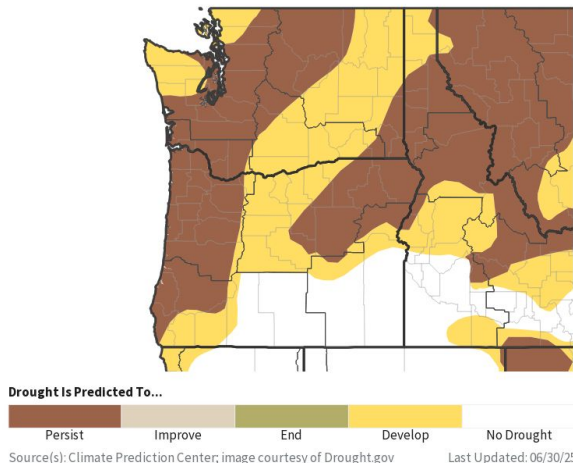 Drought Is Predicted To...
Persist Improve End Develop No Drought
Source(s): Climate Prediction Center; image courtesy of Drought.gov Last Updated: 06/30/25